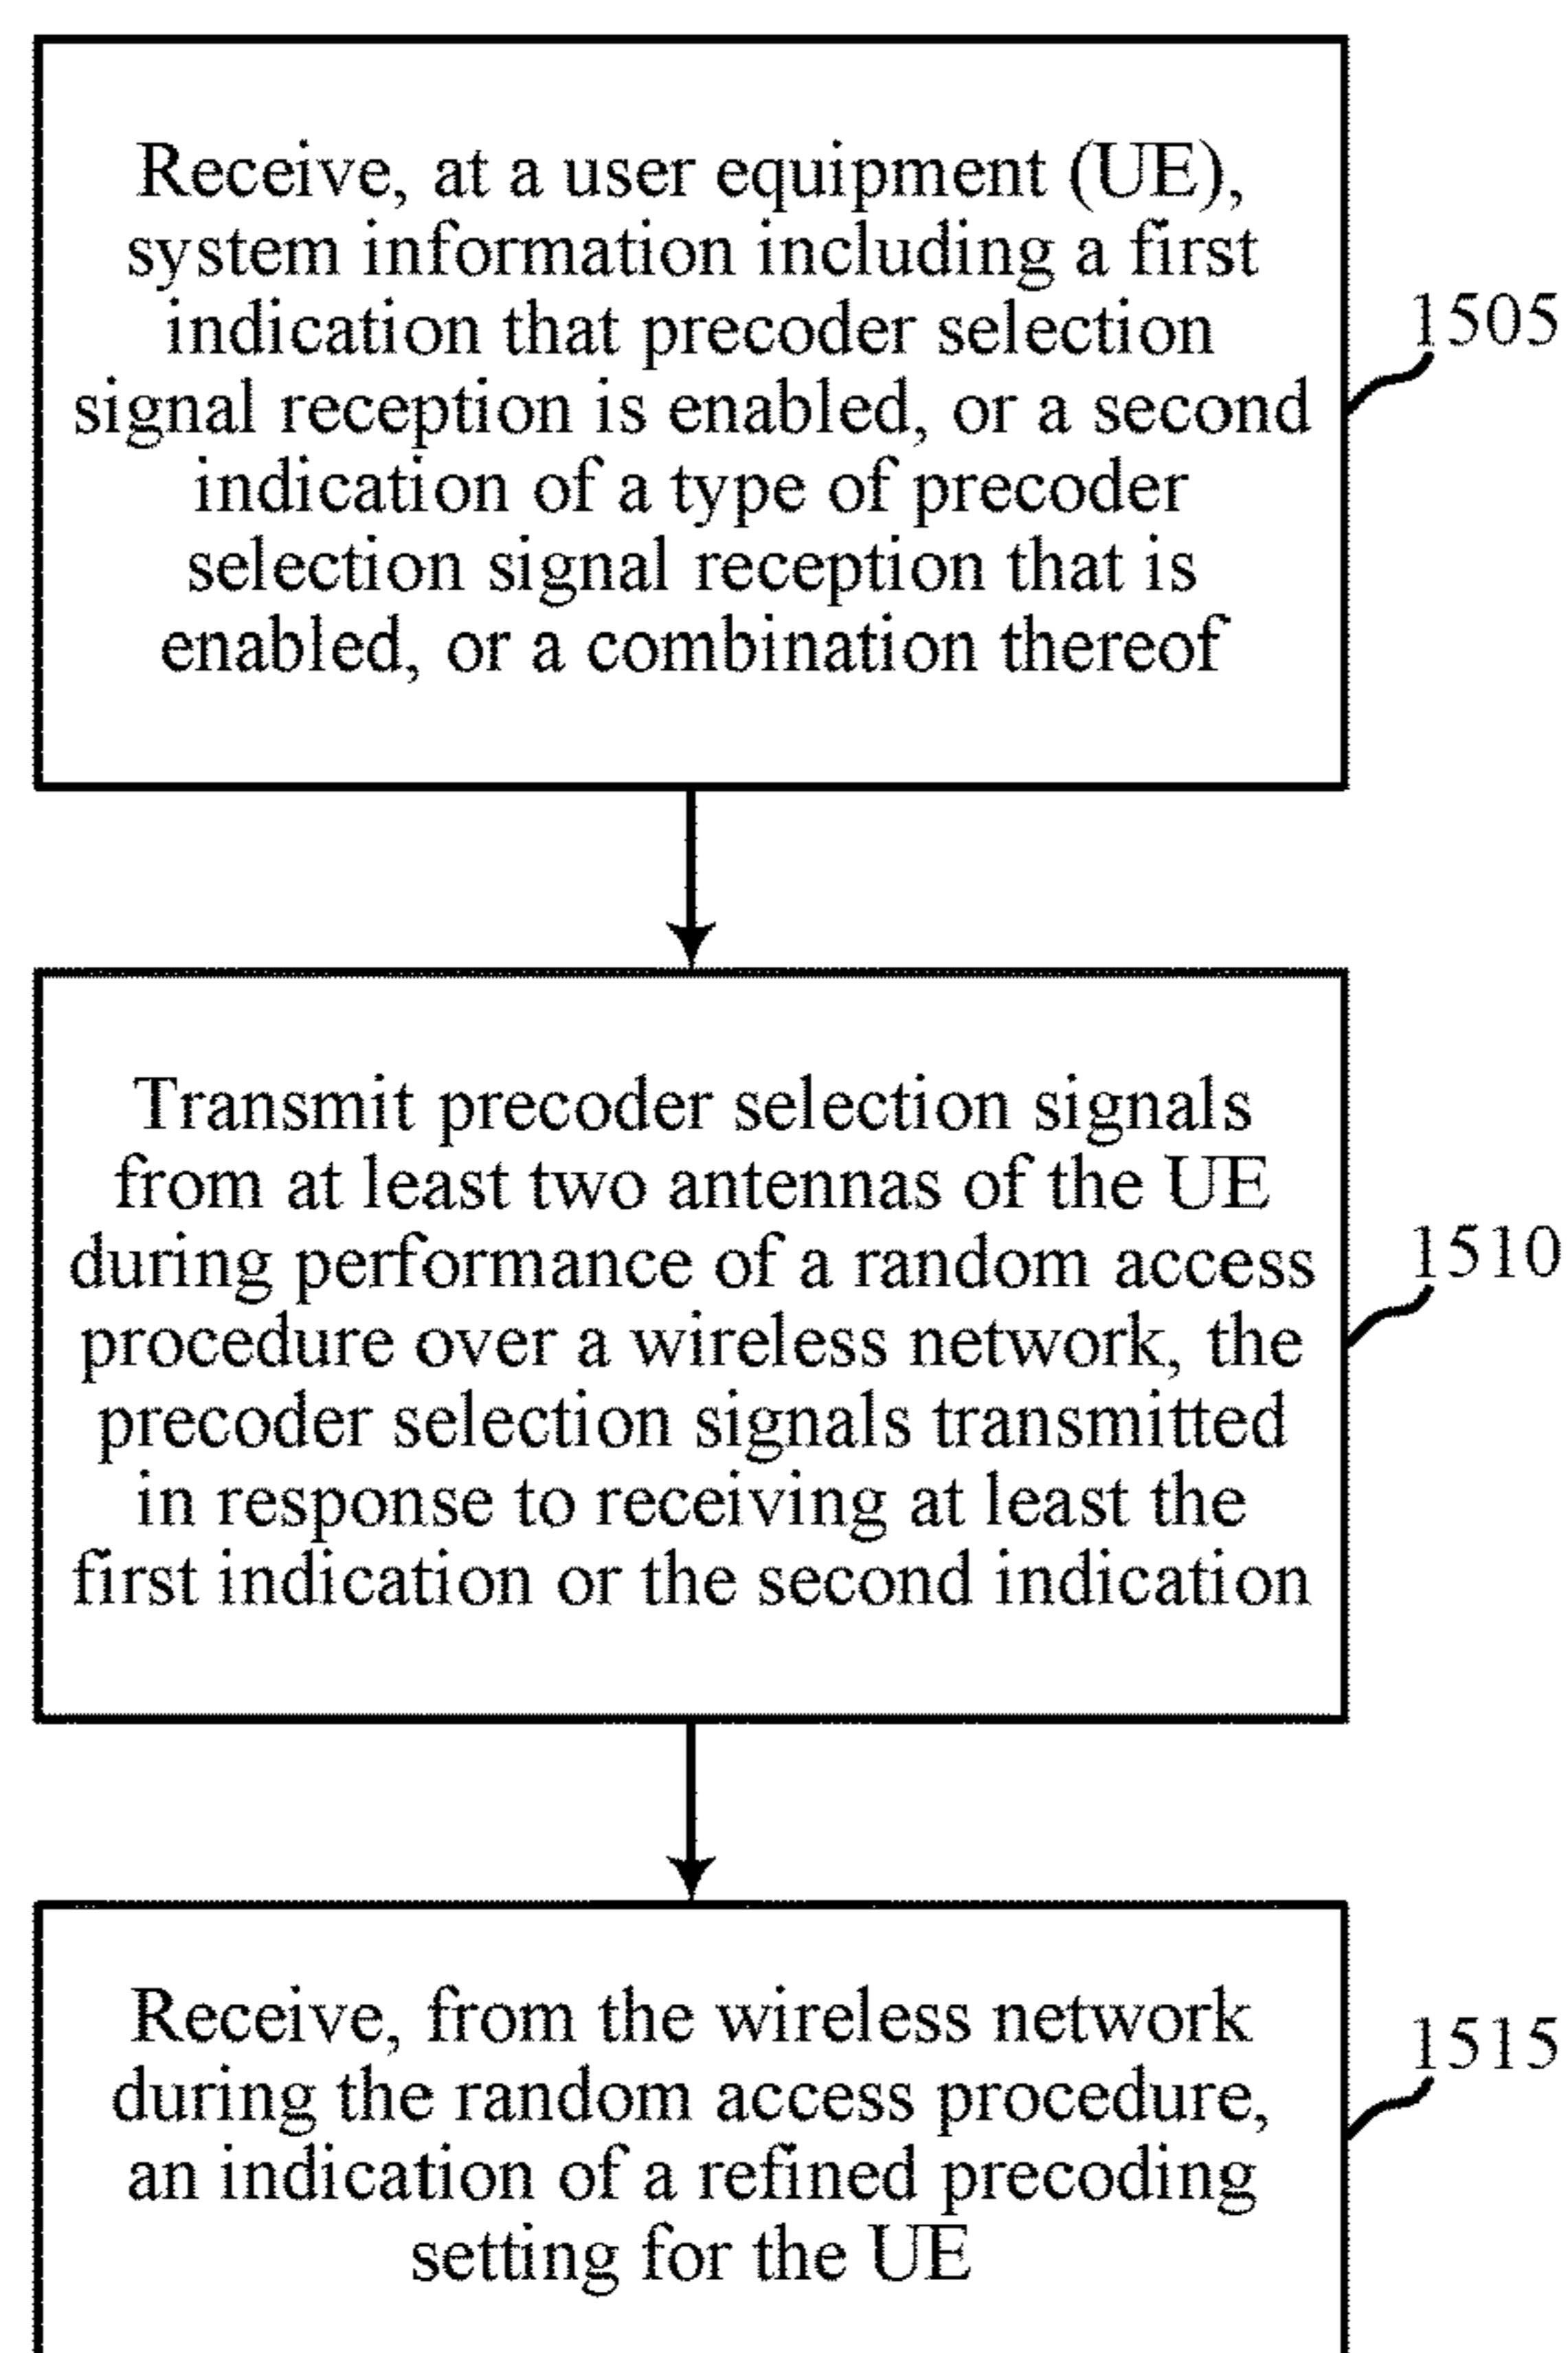 Receive, at a user equipment (UE),
system information including a first
indication that precoder selection
signal reception is enabled, or a second
indication of a type of precoder
selection signal reception that is
enabled, or a combination thereof
1505
Transmit precoder selection signals
from at least two antennas of the UE
during performance of a random access
procedure over a wireless network, the
precoder selection signals transmitted
in response to receiving at least the
first indication or the second indication
1510
Receive, from the wireless network
during the random access procedure,
an indication of a refined precoding
setting for the UE
1515